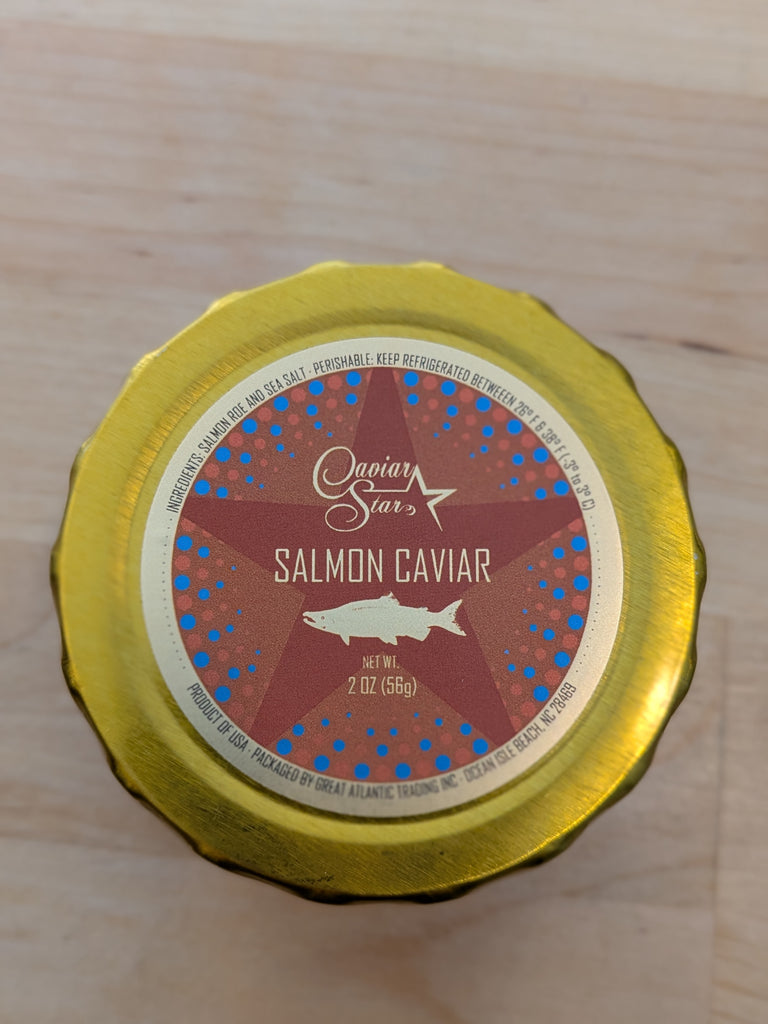 INGREDIENTS: SALMON ROE AND SEA SALT · PERISHABLE: KEEP REFRIGERATED BETWEEEN 26° F & 38° F (-3° to 3° C)
Caviar
Star
SALMON CAVIAR
NET WT.
2 OZ (56g)
PRODUCT OF USA · PACKAGED BY GREAT ATLANTIC TRADING INC · OCEAN ISLE BEACH, NC 28469